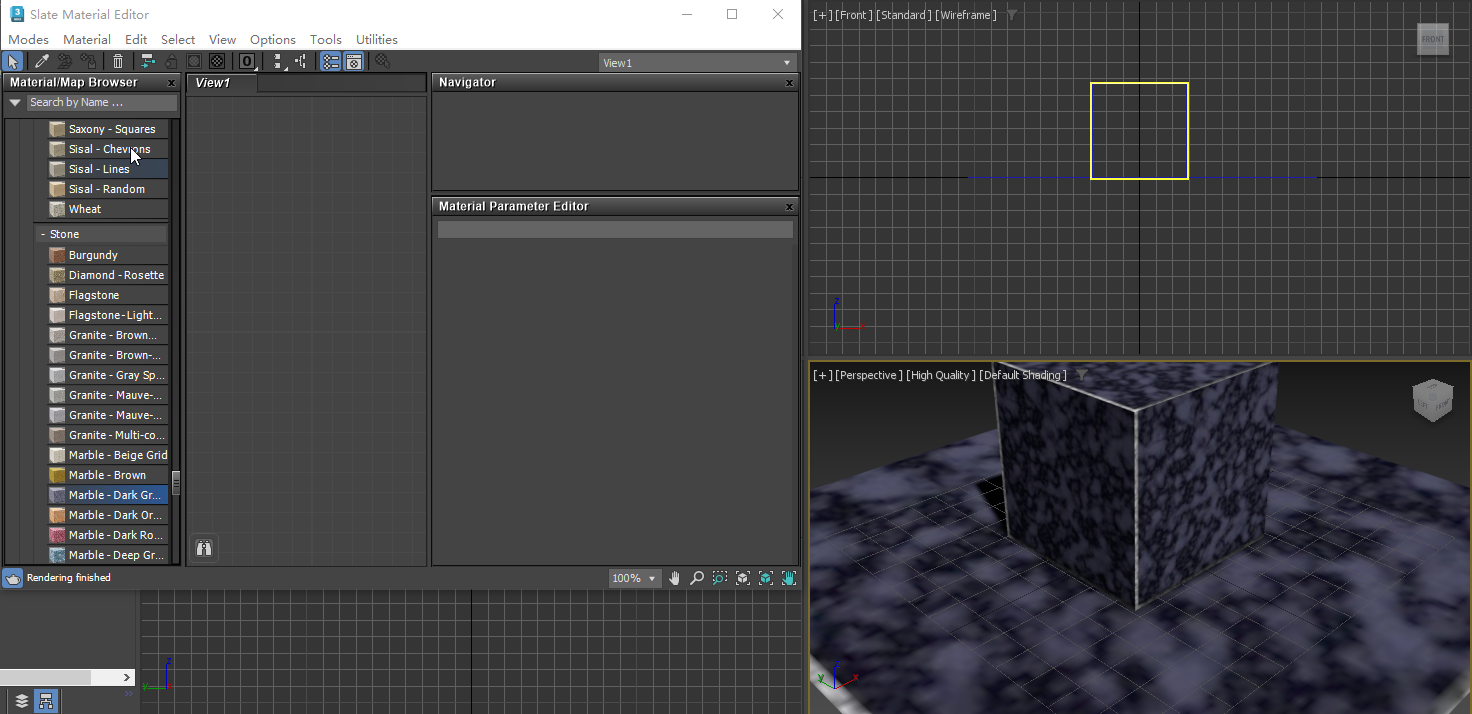 Slate Material Editor
Modes Material Edit Select View Options Tools Utilities
0
View1
Material/Map Browser x
Search by Name ...
Saxony - Squares
Sisal - Chevrons
Sisal - Lines
Sisal - Random
Wheat
- Stone
Burgundy
Diamond - Rosette
Flagstone
Flagstone-Light...
Granite - Brown...
Granite - Brown-...
Granite - Gray Sp...
Granite - Mauve-...
Granite - Mauve-...
Granite - Multi-co...
Marble - Beige Grid
Marble - Brown
Marble - Dark Gr...
Marble - Dark Or...
Marble - Dark Ro...
Marble - Deep Gr...
View1
Navigator x
Material Parameter Editor x
Rendering finished
100%
z
y
[+] [Front ] [Standard ] [Wireframe ]
FRONT
z
[+] [Perspective ] [High Quality ] [Default Shading ]
z
y
x